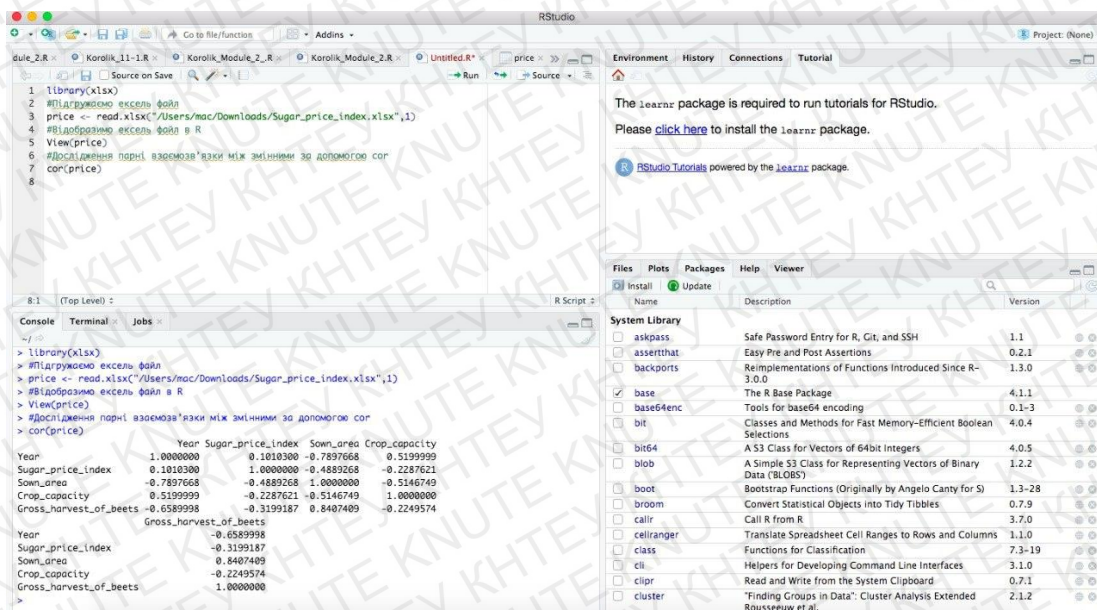 RStudio
Go to file/function
Addins
Project: (None)
dule_2.R
Korolik_11-1.R
Korolik_Module_2_.R
Korolik_Module_2.R
Untitled.R*
price
Source on Save
Run
Source
1 library(xlsx)
2 #Підгружаємо ексель файл
3 price <- read.xlsx("/Users/mac/Downloads/Sugar_price_index.xlsx",1)
4 #Відобразимо ексель файл в R
5 View(price)
6 #Дослідження парні взаємозв'язки між змінними за допомогою cor
7 cor(price)
8
8:1 (Top Level) R Script
Console Terminal Jobs
~/
> library(xlsx)
> #Підгружаємо ексель файл
> price <- read.xlsx("/Users/mac/Downloads/Sugar_price_index.xlsx",1)
> #Відобразимо ексель файл в R
> View(price)
> #Дослідження парні взаємозв'язки між змінними за допомогою cor
> cor(price)
Year Sugar_price_index Sown_area Crop_capacity
Year 1.0000000 0.1010300 -0.7897668 0.5199999
Sugar_price_index 0.1010300 1.0000000 -0.4889268 -0.2287621
Sown_area -0.7897668 -0.4889268 1.0000000 -0.5146749
Crop_capacity 0.5199999 -0.2287621 -0.5146749 1.0000000
Gross_harvest_of_beets -0.6589998 -0.3199187 0.8407409 -0.2249574
Gross_harvest_of_beets
Year -0.6589998
Sugar_price_index -0.3199187
Sown_area 0.8407409
Crop_capacity -0.2249574
Gross_harvest_of_beets 1.0000000
>
Environment History Connections Tutorial
The learnr package is required to run tutorials for RStudio.
Please click here to install the learnr package.
R RStudio Tutorials powered by the learnr package.
Files Plots Packages Help Viewer
Install Update
Name Description Version
System Library
askpass Safe Password Entry for R, Git, and SSH 1.1
assertthat Easy Pre and Post Assertions 0.2.1
backports Reimplementations of Functions Introduced Since R-
3.0.0 1.3.0
base The R Base Package 4.1.1
base64enc Tools for base64 encoding 0.1-3
bit Classes and Methods for Fast Memory-Efficient Boolean
Selections 4.0.4
bit64 A S3 Class for Vectors of 64bit Integers 4.0.5
blob A Simple S3 Class for Representing Vectors of Binary
Data ('BLOBS') 1.2.2
boot Bootstrap Functions (Originally by Angelo Canty for S) 1.3-28
broom Convert Statistical Objects into Tidy Tibbles 0.7.9
callr Call R from R 3.7.0
cellranger Translate Spreadsheet Cell Ranges to Rows and Columns 1.1.0
class Functions for Classification 7.3-19
cli Helpers for Developing Command Line Interfaces 3.1.0
clipr Read and Write from the System Clipboard 0.7.1
cluster "Finding Groups in Data": Cluster Analysis Extended
Rousseeuw et al. 2.1.2
KNUTE KHTEY